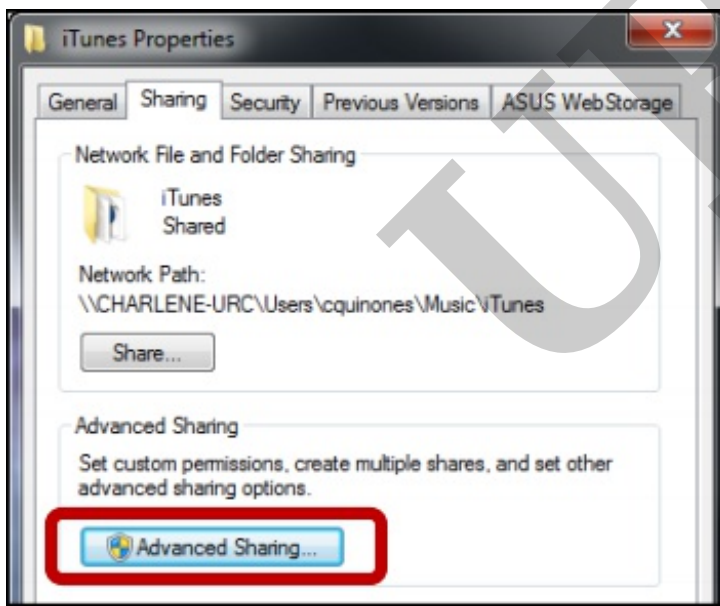 iTunes Properties
General Sharing Security Previous Versions ASUS WebStorage
Network File and Folder Sharing
iTunes
Shared
Network Path:
\\CHARLENE-URC\Users\cquinones\Music\iTunes
Share...
Advanced Sharing
Set custom permissions, create multiple shares, and set other
advanced sharing options.
Advanced Sharing...